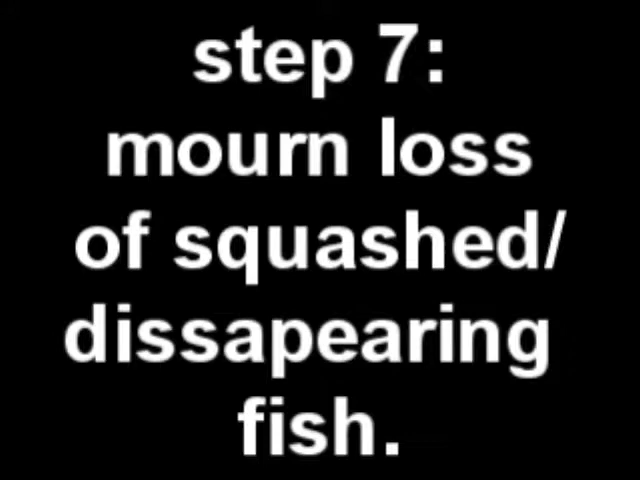 step 7:
mourn loss
of squashed/
dissapearing
fish.